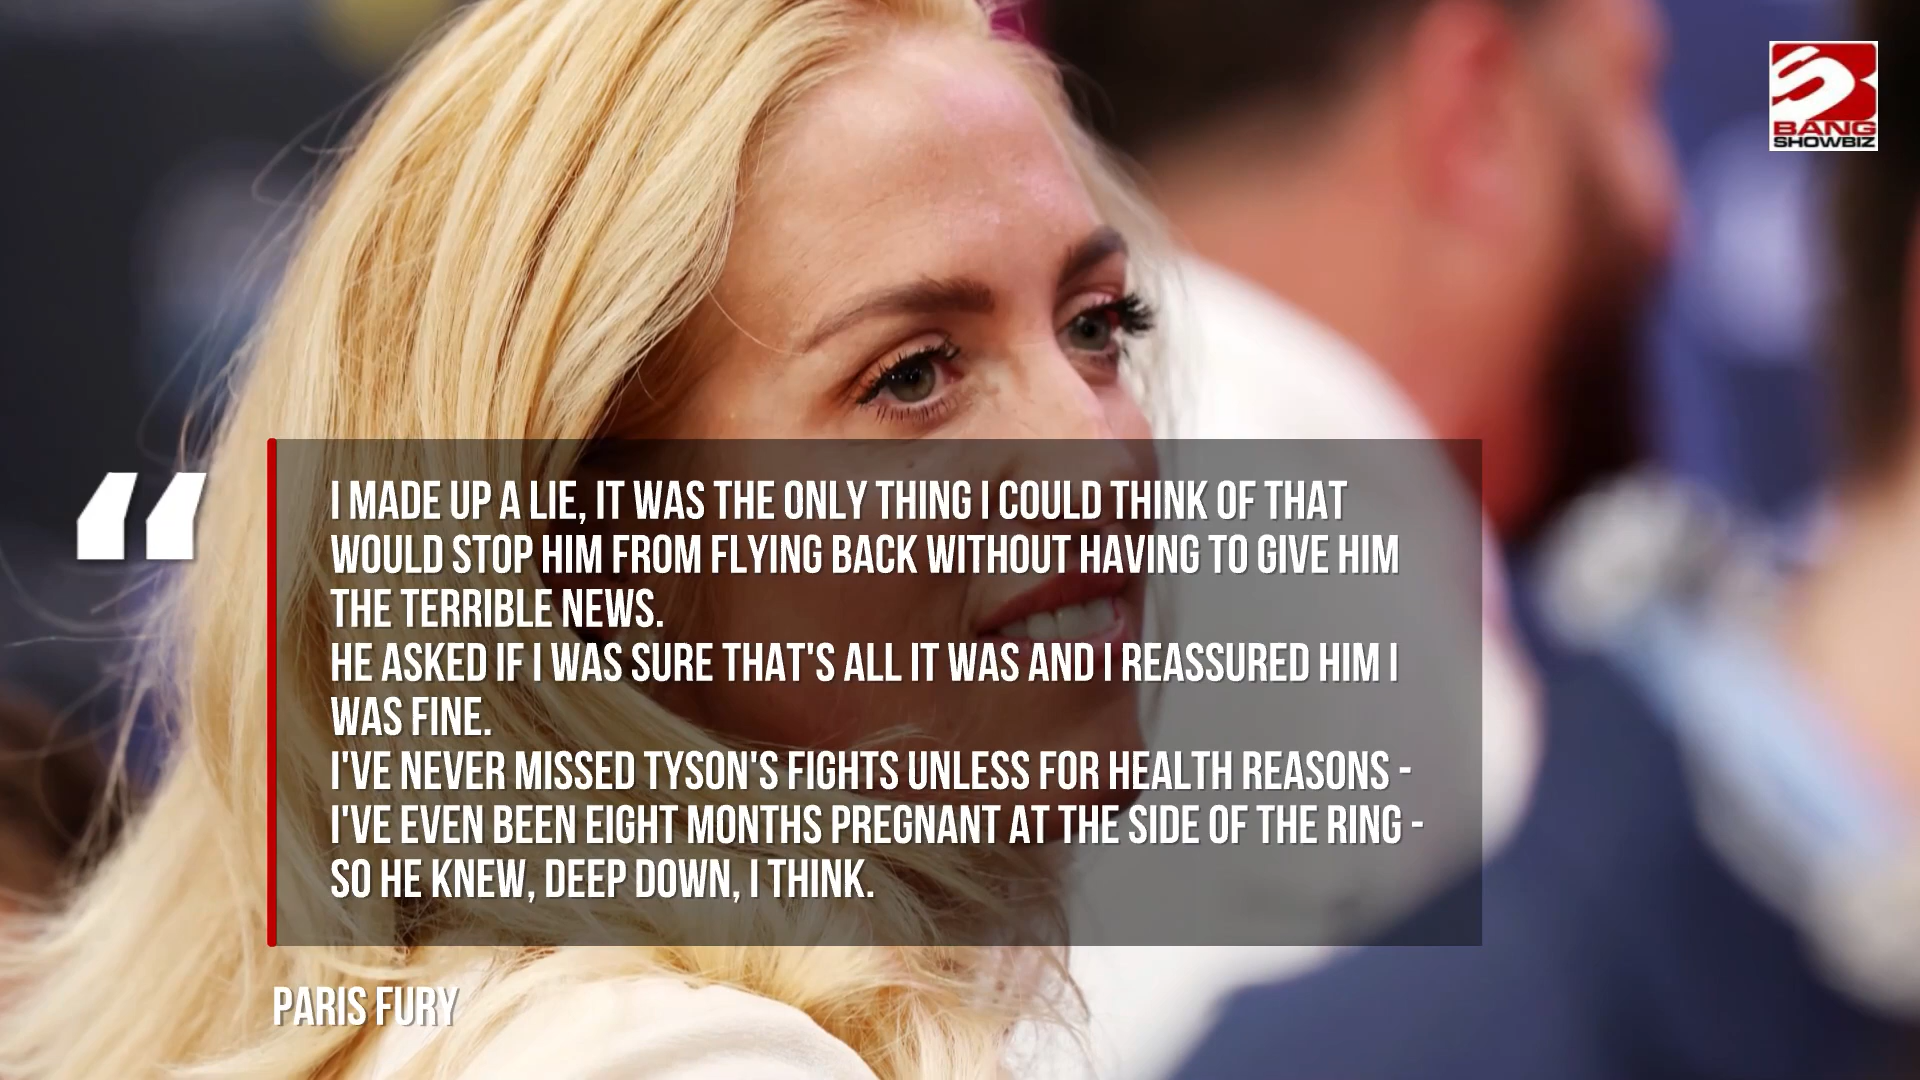 BANG
SHOWBIZ
“
I MADE UP A LIE, IT WAS THE ONLY THING I COULD THINK OF THAT
WOULD STOP HIM FROM FLYING BACK WITHOUT HAVING TO GIVE HIM
THE TERRIBLE NEWS.
HE ASKED IF I WAS SURE THAT'S ALL IT WAS AND I REASSURED HIM I
WAS FINE.
I'VE NEVER MISSED TYSON'S FIGHTS UNLESS FOR HEALTH REASONS -
I'VE EVEN BEEN EIGHT MONTHS PREGNANT AT THE SIDE OF THE RING -
SO HE KNEW, DEEP DOWN, I THINK.
PARIS FURY